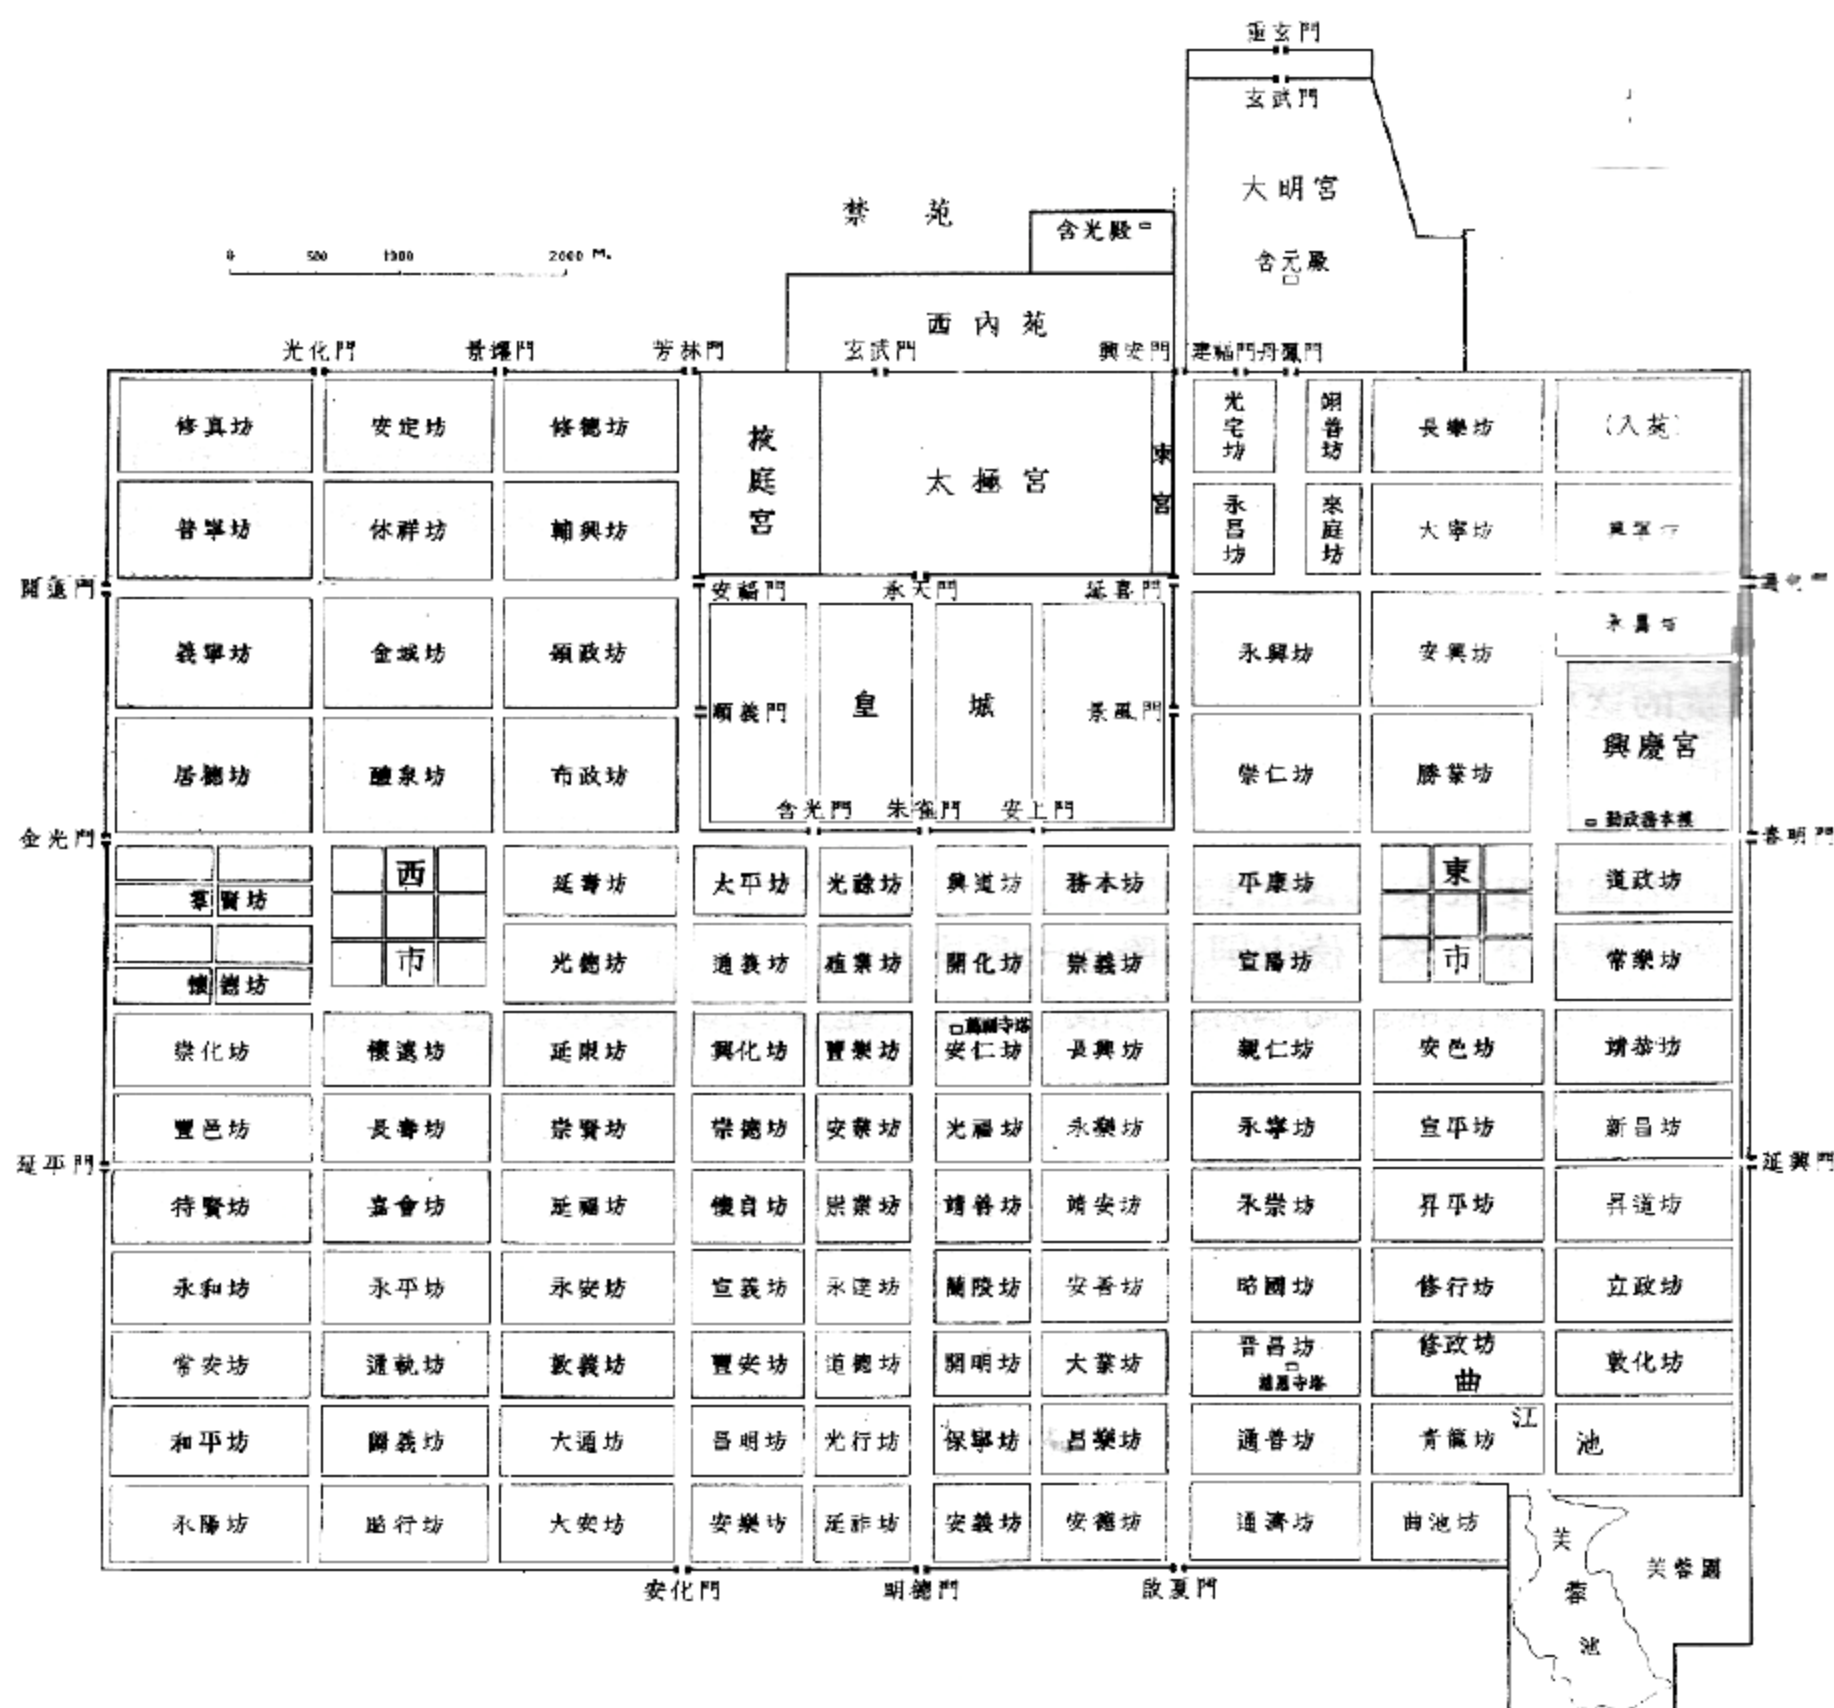 重玄門
玄武門
大明宮
禁 苑
含光殿
含元殿
0 500 1000 2000 M.
西內苑
光化門 景耀門 芳林門 玄武門 興安門 建福門 丹鳳門
修真坊 安定坊 修德坊 掖庭宮 太極宮 東宮 光宅坊 翊善坊 長樂坊 (入苑)
普寧坊 休祥坊 輔興坊 永昌坊 來庭坊 大寧坊
開遠門 安福門 承天門 延喜門
義寧坊 金城坊 頒政坊 永興坊 安興坊
順義門 皇 城 景風門
興慶宮
居德坊 醴泉坊 布政坊 崇仁坊 勝業坊
含光門 朱雀門 安上門 勤政務本樓
金光門 春明門
羣賢坊 西 延壽坊 太平坊 光祿坊 興道坊 務本坊 平康坊 東 道政坊
懷德坊 市 光德坊 通義坊 殖業坊 開化坊 崇義坊 宣陽坊 市 常樂坊
崇化坊 懷遠坊 延康坊 興化坊 豐樂坊 安仁坊 長興坊 親仁坊 安邑坊 靖恭坊
豐邑坊 長壽坊 崇賢坊 崇德坊 安業坊 光福坊 永樂坊 永寧坊 宣平坊 新昌坊
延平門 延興門
待賢坊 嘉會坊 延福坊 懷貞坊 崇業坊 靖善坊 靖安坊 永崇坊 昇平坊 昇道坊
永和坊 永平坊 永安坊 宣義坊 永達坊 蘭陵坊 安善坊 昭國坊 修行坊 立政坊
常安坊 通軌坊 敦義坊 豐安坊 道德坊 開明坊 大業坊 晉昌坊 修政坊 敦化坊
慈恩寺塔 曲
和平坊 歸義坊 大通坊 昌明坊 光行坊 保寧坊 昌樂坊 通善坊 青龍坊 江 池
永陽坊 昭行坊 大安坊 安樂坊 延祚坊 安義坊 安德坊 通濟坊 曲池坊
芙蓉池
芙蓉園
安化門 明德門 啟夏門